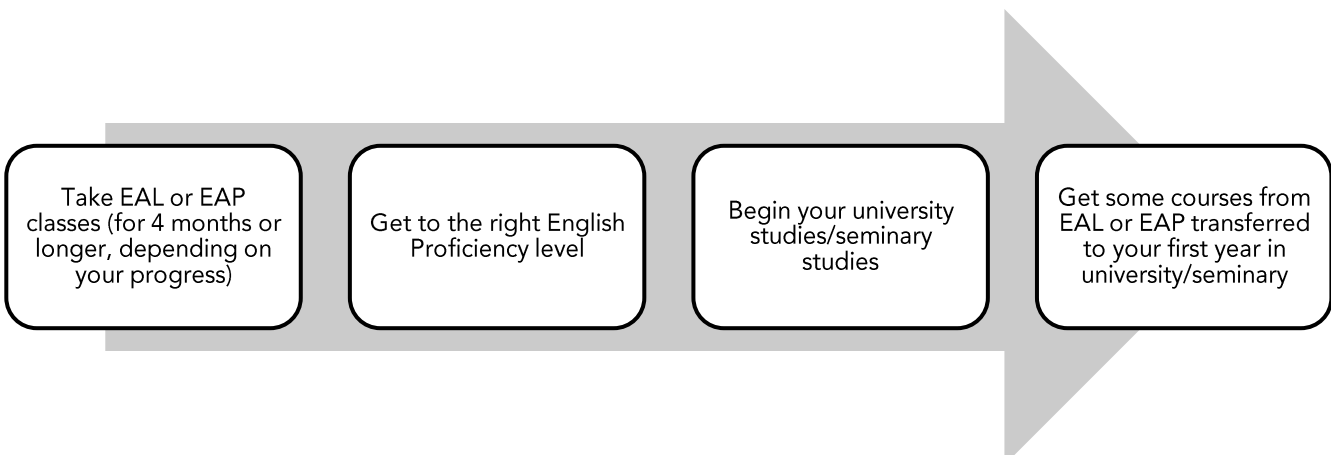 Take EAL or EAP
classes (for 4 months or
longer, depending on
your progress)
Get to the right English
Proficiency level
Begin your university
studies/seminary
studies
Get some courses from
EAL or EAP transferred
to your first year in
university/seminary